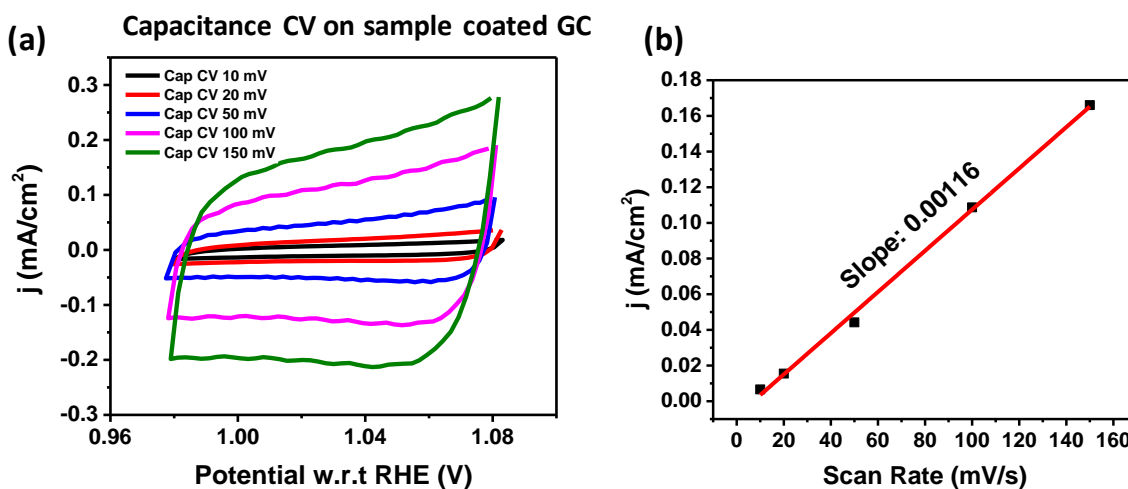 (a)
Capacitance CV on sample coated GC
Cap CV 10 mV
Cap CV 20 mV
Cap CV 50 mV
Cap CV 100 mV
Cap CV 150 mV
0.3
0.2
0.1
0.0
-0.1
-0.2
-0.3
j (mA/cm²)
0.96
1.00
1.04
1.08
Potential w.r.t RHE (V)
(b)
0.18
0.16
0.14
0.12
0.10
0.08
0.06
0.04
0.02
0.00
j (mA/cm²)
Slope: 0.00116
0
20
40
60
80
100
120
140
160
Scan Rate (mV/s)